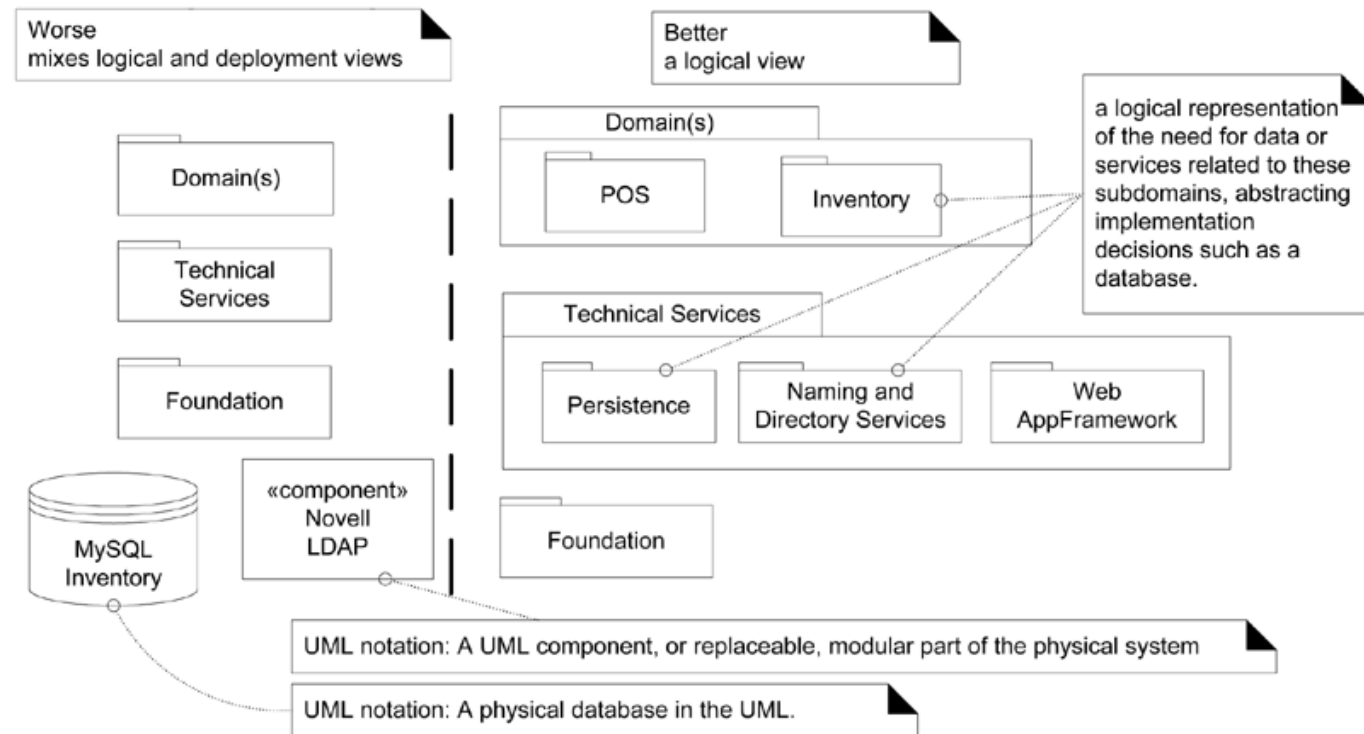 Worse
mixes logical and deployment views
Better
a logical view
a logical representation
of the need for data or
services related to these
subdomains, abstracting
implementation
decisions such as a
database.
Domain(s)
Technical
Services
Foundation
MySQL
Inventory
«component»
Novell
LDAP
Domain(s)
POS
Inventory
Technical Services
Persistence
Naming and
Directory Services
Web
AppFramework
Foundation
UML notation: A UML component, or replaceable, modular part of the physical system
UML notation: A physical database in the UML.